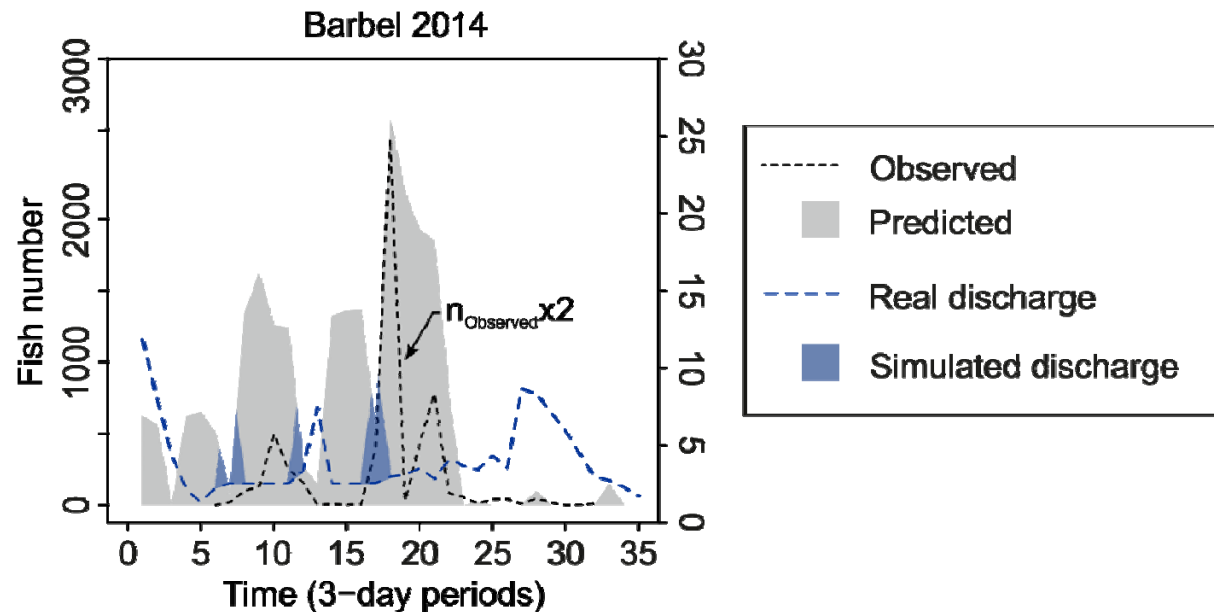 Barbel 2014
Fish number
3000
2000
1000
0
30
25
20
15
10
5
0
nObservedx2
0 5 10 15 20 25 30 35
Time (3-day periods)
Observed
Predicted
Real discharge
Simulated discharge